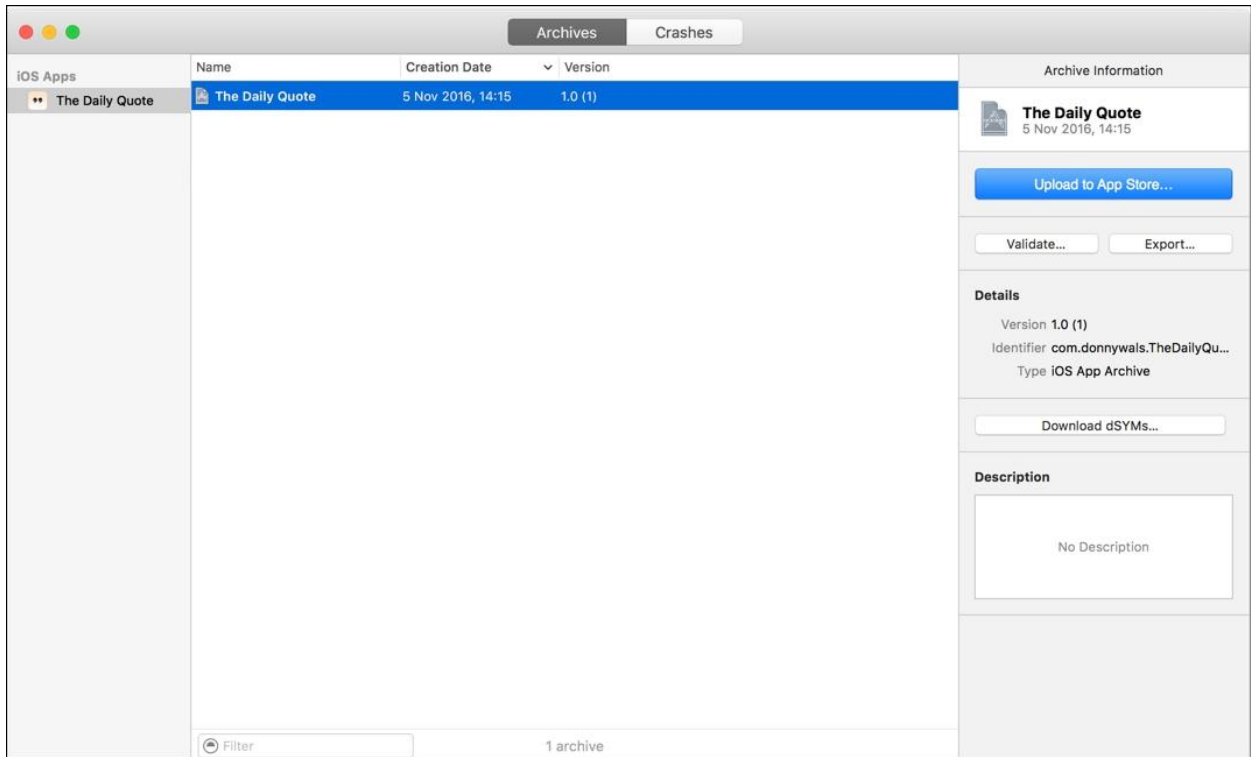 Archives Crashes
iOS Apps
The Daily Quote
Name Creation Date Version
The Daily Quote 5 Nov 2016, 14:15 1.0 (1)
Filter
1 archive
Archive Information
The Daily Quote
5 Nov 2016, 14:15
Upload to App Store...
Validate... Export...
Details
Version 1.0 (1)
Identifier com.donnywals.TheDailyQu...
Type iOS App Archive
Download dSYMs...
Description
No Description